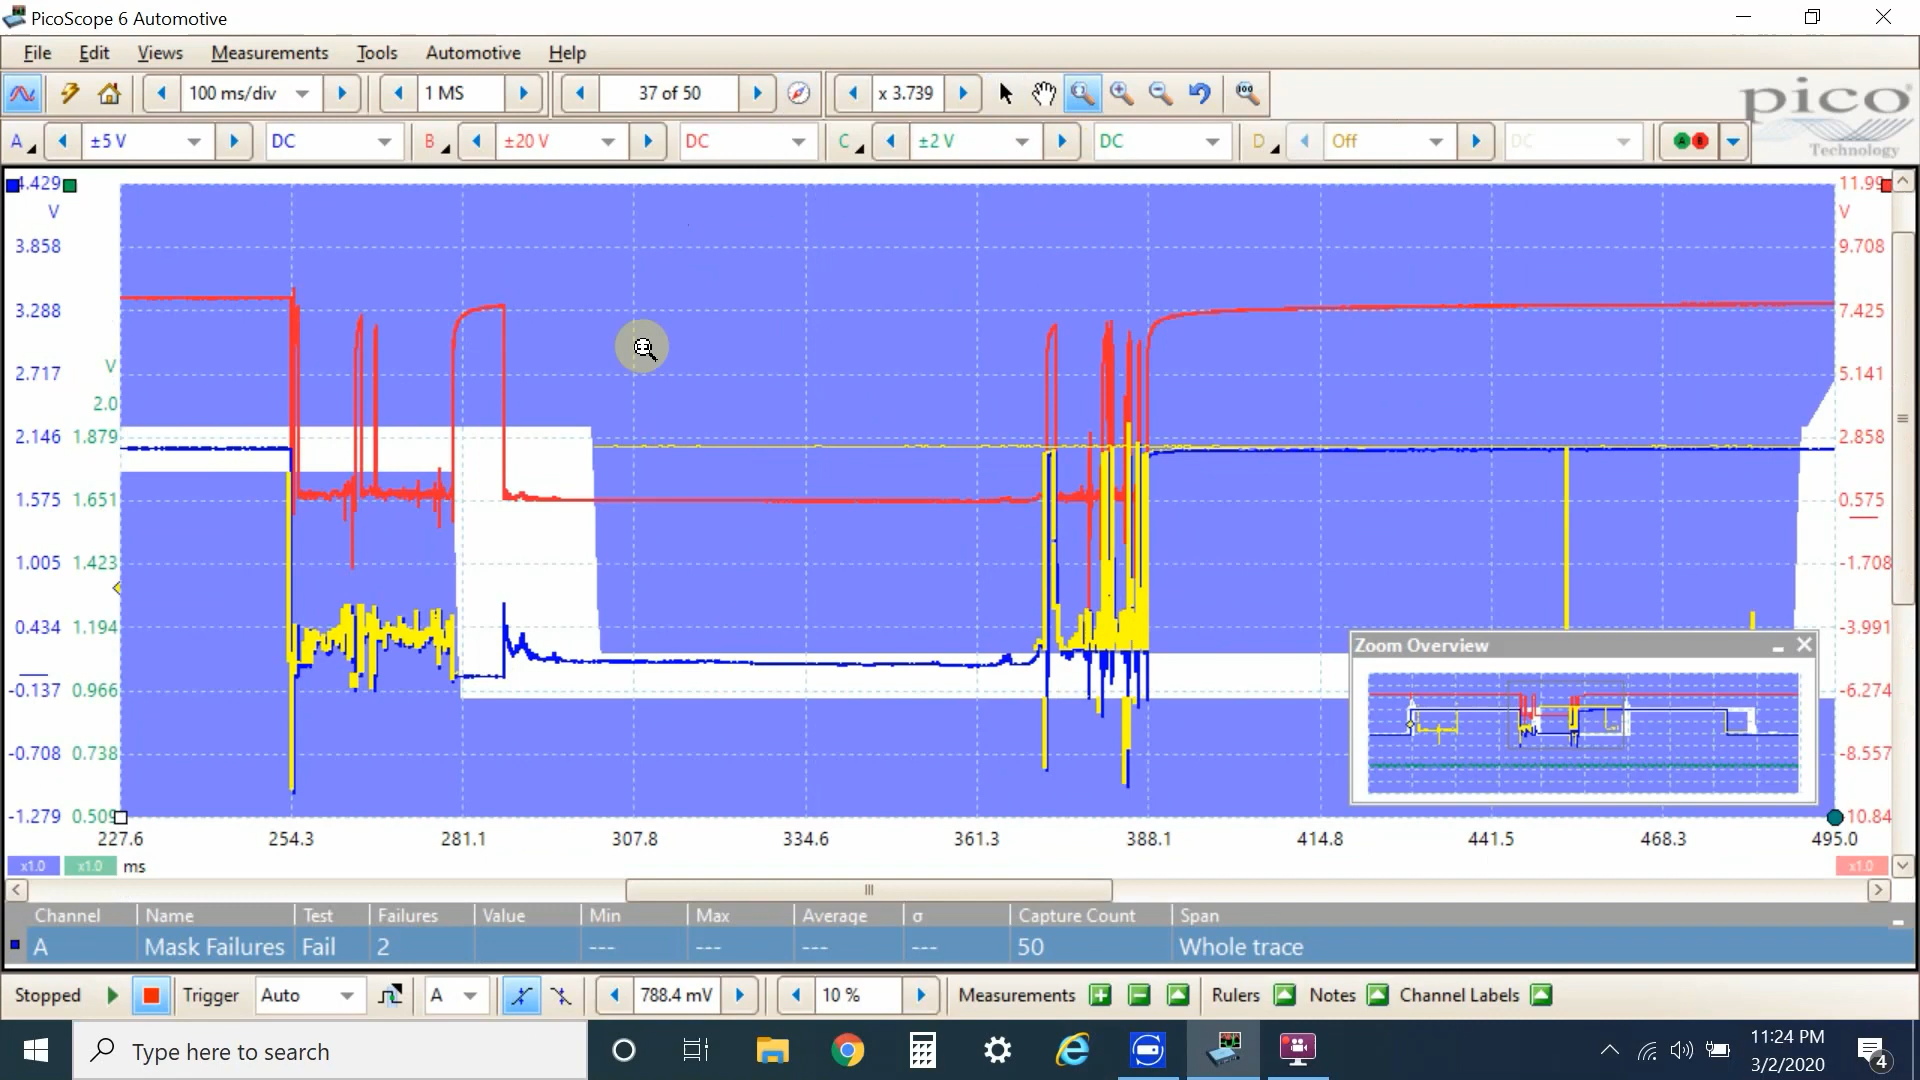 PicoScope 6 Automotive
File Edit Views Measurements Tools Automotive Help
100 ms/div 1 MS 37 of 50 x 3.739
pico
Technology
A ±5 V DC B ±20 V DC C ±2 V DC D Off DC
4.429 11.99
V V
3.858 9.708
3.288 7.425
V
2.717 5.141
2.0
2.146 1.879 2.858
1.575 1.651 0.575
1.005 1.423 -1.708
0.434 1.194 -3.991
Zoom Overview
-0.137 0.966 -6.274
-0.708 0.738 -8.557
-1.279 0.509 10.84
227.6 254.3 281.1 307.8 334.6 361.3 388.1 414.8 441.5 468.3 495.0
x1.0 x1.0 ms x1.0
Channel Name Test Failures Value Min Max Average σ Capture Count Span
A Mask Failures Fail 2 --- --- --- --- 50 Whole trace
Stopped Trigger Auto A 788.4 mV 10 % Measurements Rulers Notes Channel Labels
Type here to search
11:24 PM
3/2/2020
4